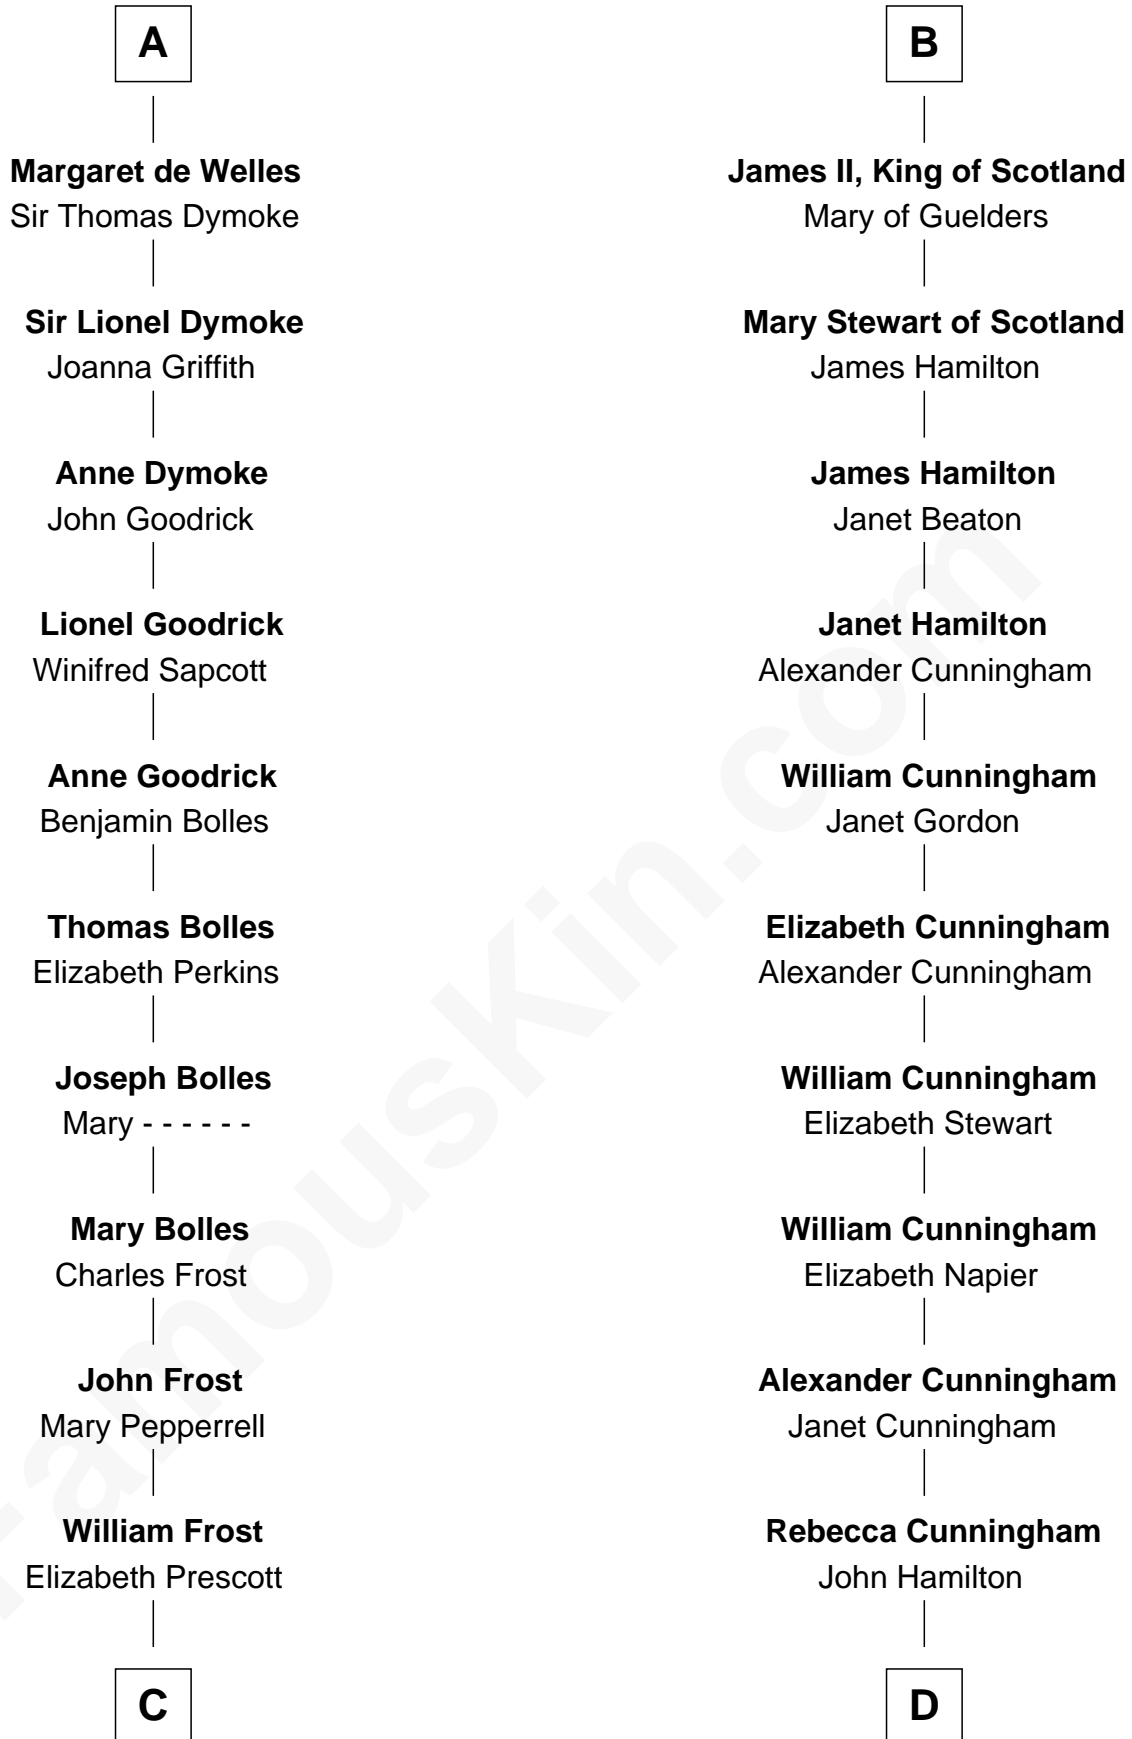 A
Margaret de Welles
Sir Thomas Dymoke
Sir Lionel Dymoke
Joanna Griffith
Anne Dymoke
John Goodrick
Lionel Goodrick
Winifred Sapcott
Anne Goodrick
Benjamin Bolles
Thomas Bolles
Elizabeth Perkins
Joseph Bolles
Mary - - - - - -
Mary Bolles
Charles Frost
John Frost
Mary Pepperrell
William Frost
Elizabeth Prescott
C
B
James II, King of Scotland
Mary of Guelders
Mary Stewart of Scotland
James Hamilton
James Hamilton
Janet Beaton
Janet Hamilton
Alexander Cunningham
William Cunningham
Janet Gordon
Elizabeth Cunningham
Alexander Cunningham
William Cunningham
Elizabeth Stewart
William Cunningham
Elizabeth Napier
Alexander Cunningham
Janet Cunningham
Rebecca Cunningham
John Hamilton
D
FamousKin.com